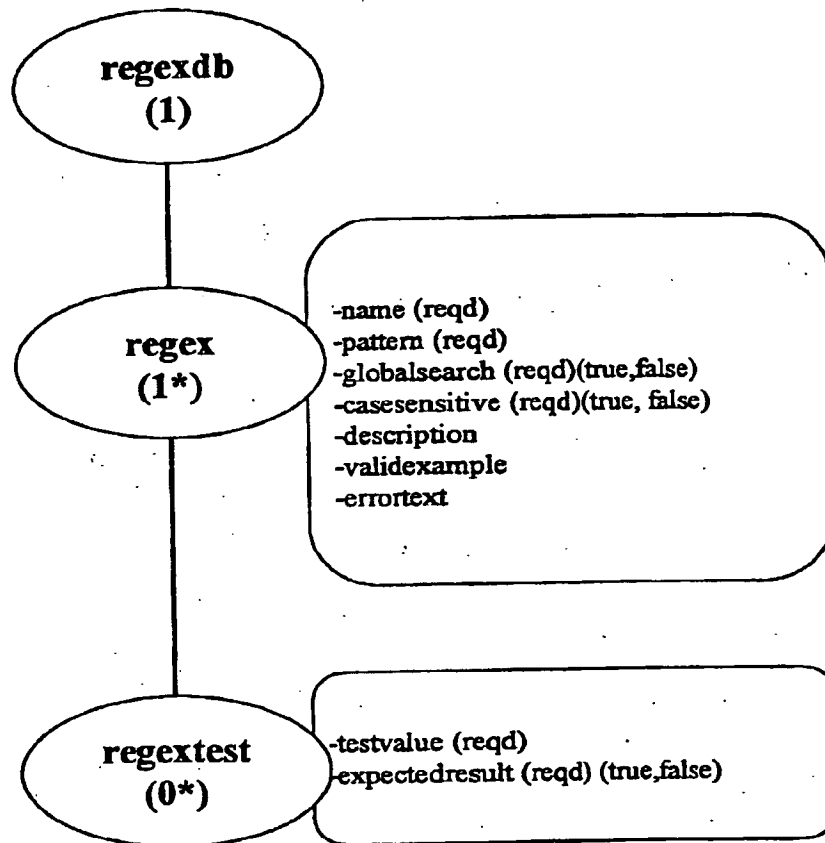 regexdb
(1)
regex
(1*)
-name (reqd)
-pattern (reqd)
-globalsearch (reqd)(true,false)
-casesensitive (reqd)(true, false)
-description
-validexample
-errortext
regextest
(0*)
-testvalue (reqd)
-expectedresult (reqd) (true,false)